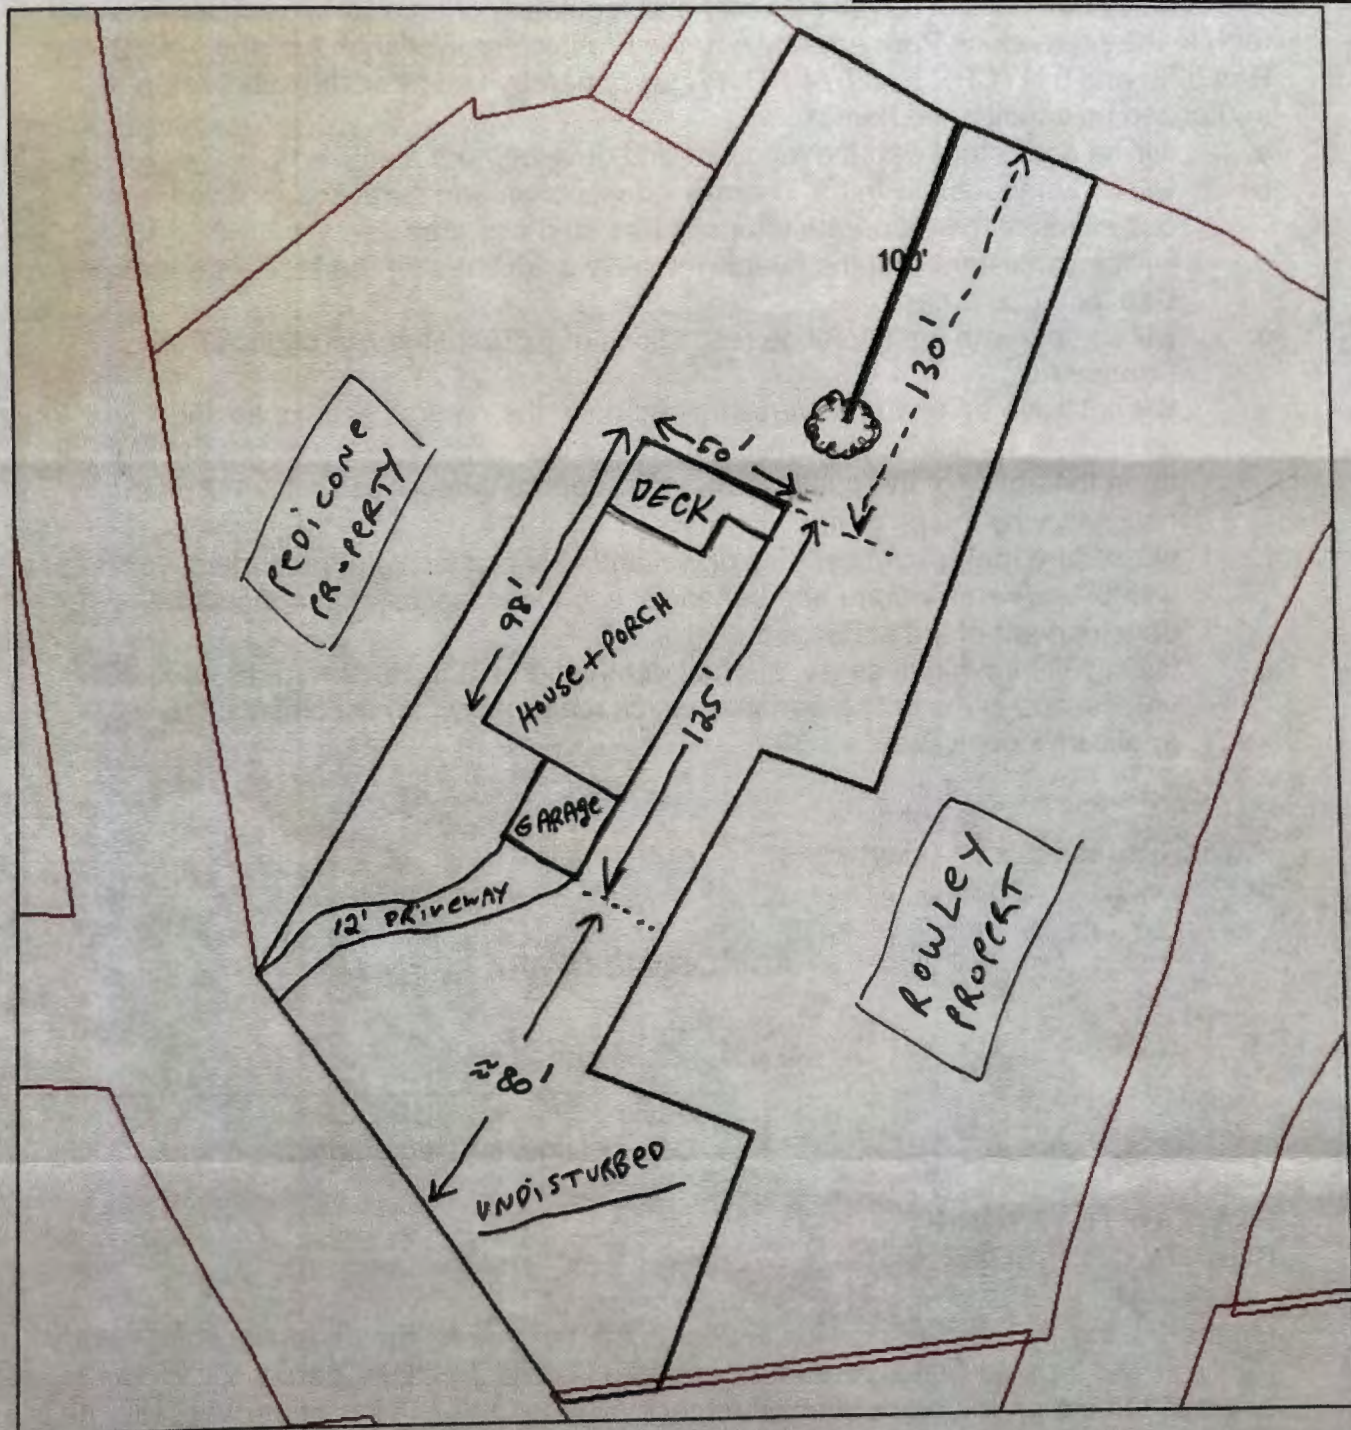 100'
130'
50'
PEDICONE
PROPERTY
DECK
98'
HOUSE + PORCH
125'
GARAGE
12' DRIVEWAY
ROWLEY
PROPERT
≈80'
UNDISTURBED